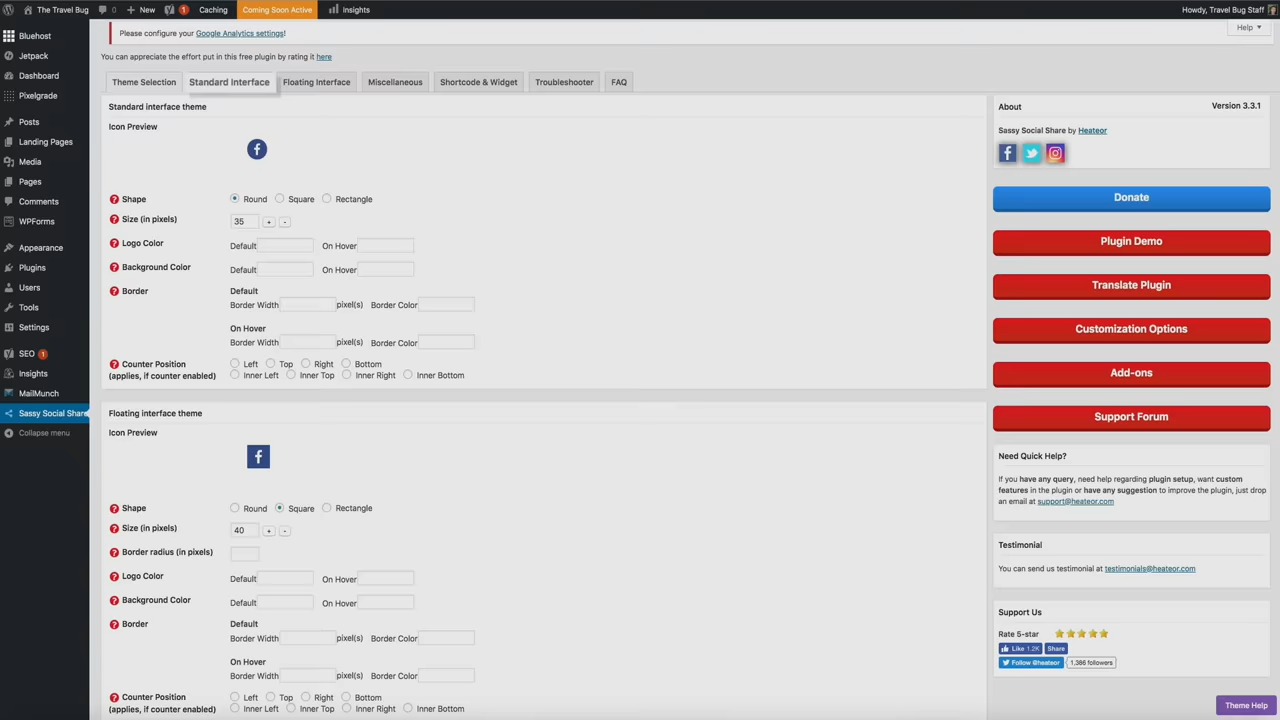 The Travel Bug
0
New
1
Caching
Coming Soon Active
Insights
Howdy, Travel Bug Staff
Bluehost
Jetpack
Dashboard
Pixelgrade
Posts
Landing Pages
Media
Pages
Comments
WPForms
Appearance
Plugins
Users
Tools
Settings
SEO 1
Insights
MailMunch
Sassy Social Share
Collapse menu
Help
Please configure your Google Analytics settings!
You can appreciate the effort put in this free plugin by rating it here
Theme Selection
Standard Interface
Floating Interface
Miscellaneous
Shortcode & Widget
Troubleshooter
FAQ
Standard interface theme
Icon Preview
? Shape Round Square Rectangle
? Size (in pixels) 35 + -
? Logo Color Default On Hover
? Background Color Default On Hover
? Border Default
Border Width pixel(s) Border Color
On Hover
Border Width pixel(s) Border Color
? Counter Position Left Top Right Bottom
(applies, if counter enabled) Inner Left Inner Top Inner Right Inner Bottom
Floating interface theme
Icon Preview
? Shape Round Square Rectangle
? Size (in pixels) 40 + -
? Border radius (in pixels)
? Logo Color Default On Hover
? Background Color Default On Hover
? Border Default
Border Width pixel(s) Border Color
On Hover
Border Width pixel(s) Border Color
? Counter Position Left Top Right Bottom
(applies, if counter enabled) Inner Left Inner Top Inner Right Inner Bottom
About Version 3.3.1
Sassy Social Share by Heateor
Donate
Plugin Demo
Translate Plugin
Customization Options
Add-ons
Support Forum
Need Quick Help?
If you have any query, need help regarding plugin setup, want custom
features in the plugin or have any suggestion to improve the plugin, just drop
an email at support@heateor.com
Testimonial
You can send us testimonial at testimonials@heateor.com
Support Us
Rate 5-star
Like 1.2K Share
Follow @heateor 1,386 followers
Theme Help